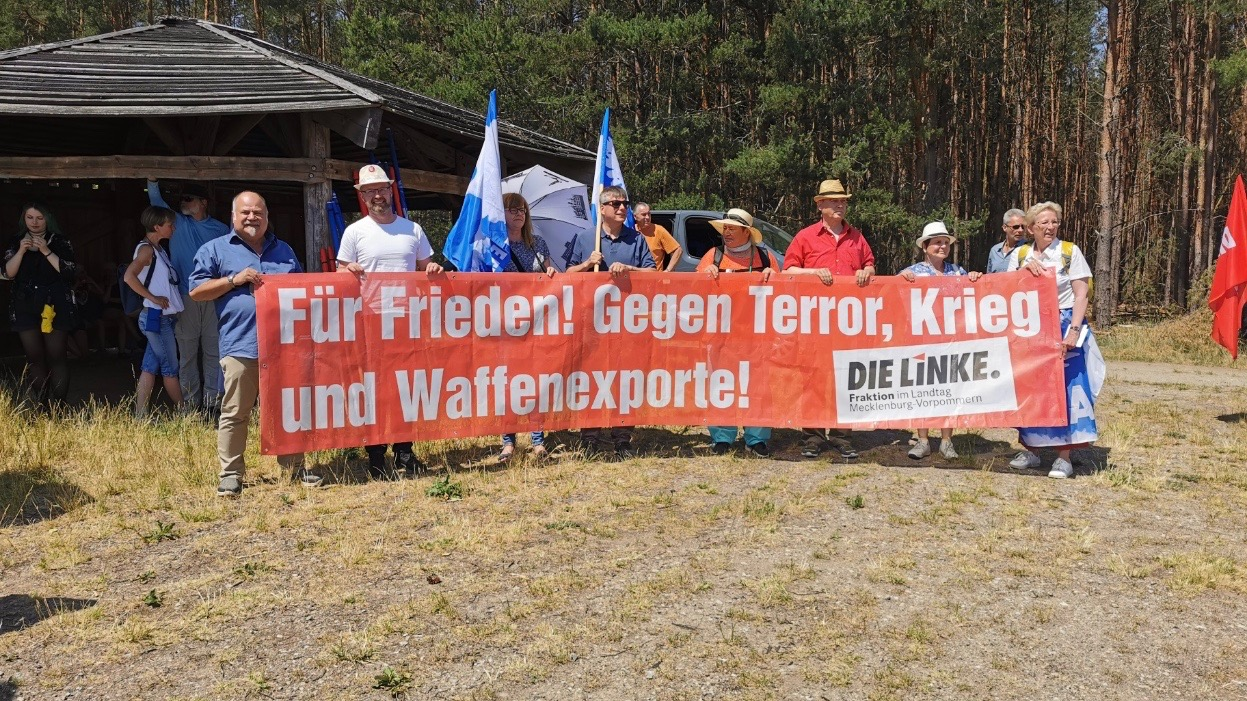 Für Frieden! Gegen Terror, Krieg
und Waffenexporte!
DIE LINKE.
Fraktion im Landtag
Mecklenburg-Vorpommern